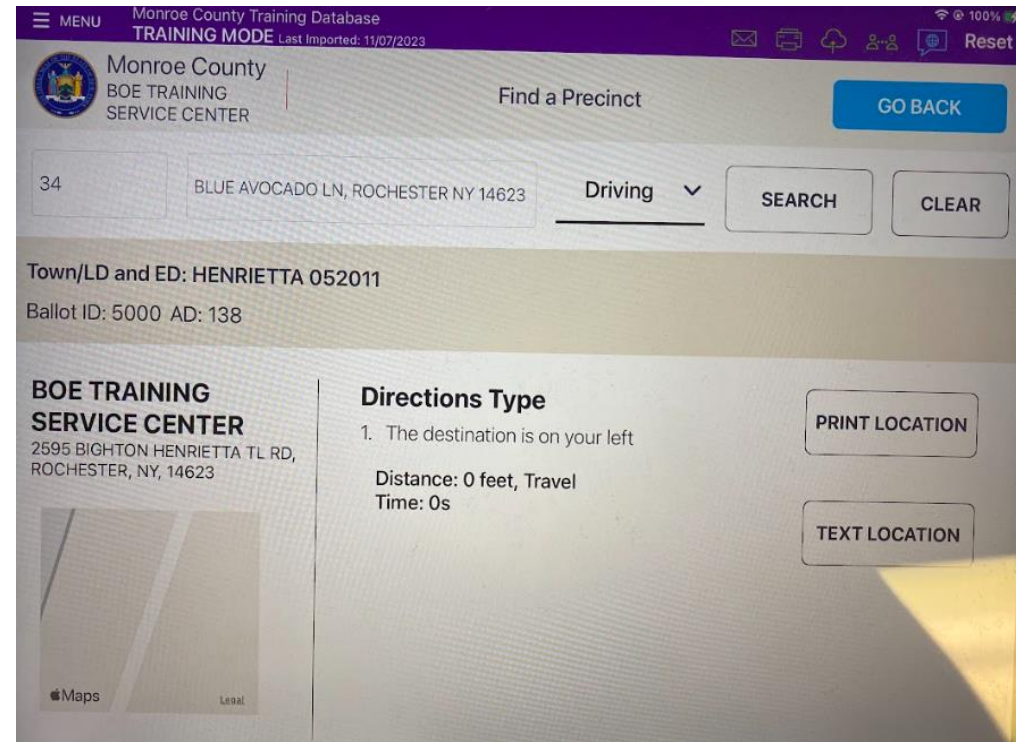 MENU
Monroe County Training Database
TRAINING MODE Last Imported: 11/07/2023
100%
Reset
Monroe County
BOE TRAINING
SERVICE CENTER
Find a Precinct
GO BACK
34
BLUE AVOCADO LN, ROCHESTER NY 14623
Driving
SEARCH
CLEAR
Town/LD and ED: HENRIETTA 052011
Ballot ID: 5000 AD: 138
BOE TRAINING
SERVICE CENTER
2595 BIGHTON HENRIETTA TL RD,
ROCHESTER, NY, 14623
Directions Type
1. The destination is on your left
Distance: 0 feet, Travel
Time: 0s
PRINT LOCATION
TEXT LOCATION
Maps
Legal